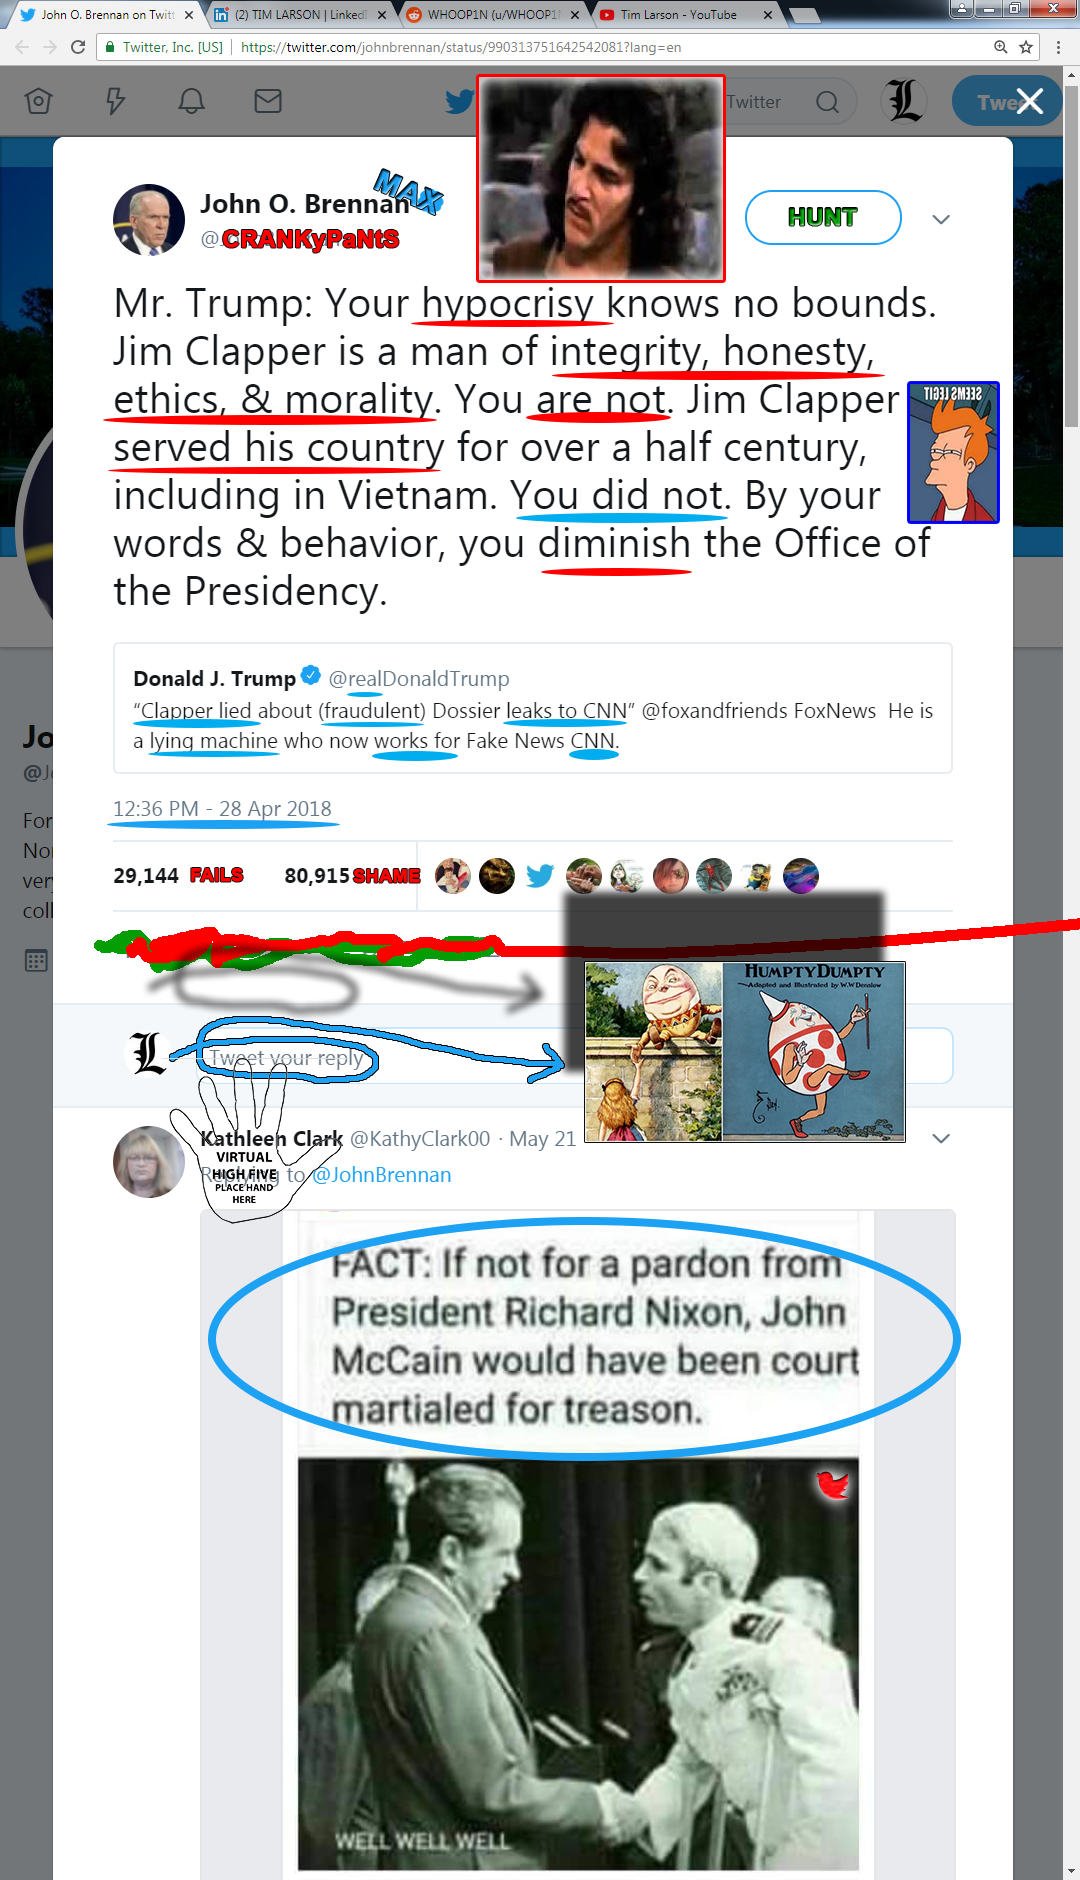 John O. Brennan on Twitt
(2) TIM LARSON | LinkedI
WHOOP1N (u/WHOOP1
Tim Larson - YouTube
Twitter, Inc. [US]
https://twitter.com/johnbrennan/status/990313751642542081?lang=en
Twitter
Twe
John O. Brennan
MAX
@
CRANKyPaNtS
HUNT
Mr. Trump: Your hypocrisy knows no bounds.
Jim Clapper is a man of integrity, honesty,
ethics, & morality. You are not. Jim Clapper
served his country for over a half century,
including in Vietnam. You did not. By your
words & behavior, you diminish the Office of
the Presidency.
SEEMS LEGIT
Donald J. Trump @realDonaldTrump
“Clapper lied about (fraudulent) Dossier leaks to CNN” @foxandfriends FoxNews He is
a lying machine who now works for Fake News CNN.
Jo
@J
12:36 PM - 28 Apr 2018
For
Nor
very
coll
29,144 FAILS 80,915 SHAME
HUMPTY DUMPTY
Adapted and Illustrated by W.W. Denslow
L
Tweet your reply
Kathleen Clark @KathyClark00 · May 21
Replying to @JohnBrennan
VIRTUAL
HIGH FIVE
PLACE HAND
HERE
FACT: If not for a pardon from
President Richard Nixon, John
McCain would have been court
martialed for treason.
WELL WELL WELL